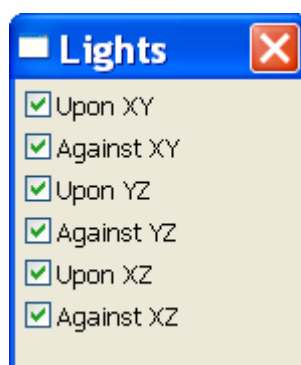 Lights
Upon XY
Against XY
Upon YZ
Against YZ
Upon XZ
Against XZ